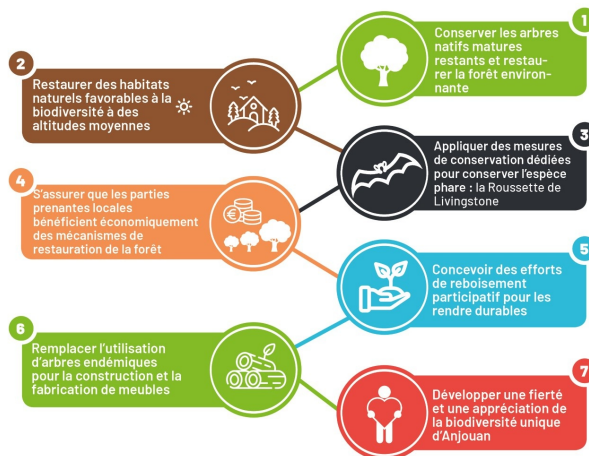 1
Conserver les arbres
natifs matures
restants et restau-
rer la forêt environ-
nante
2
Restaurer des habitats
naturels favorables à la
biodiversité à des
altitudes moyennes
3
Appliquer des mesures
de conservation dédiées
pour conserver l'espèce
phare : la Roussette de
Livingstone
4
S'assurer que les parties
prenantes locales
bénéficient économiquement
des mécanismes de
restauration de la forêt
€
5
Concevoir des efforts
de reboisement
participatif pour les
rendre durables
6
Remplacer l'utilisation
d'arbres endémiques
pour la construction et la
fabrication de meubles
7
Développer une fierté
et une appréciation de
la biodiversité unique
d'Anjouan